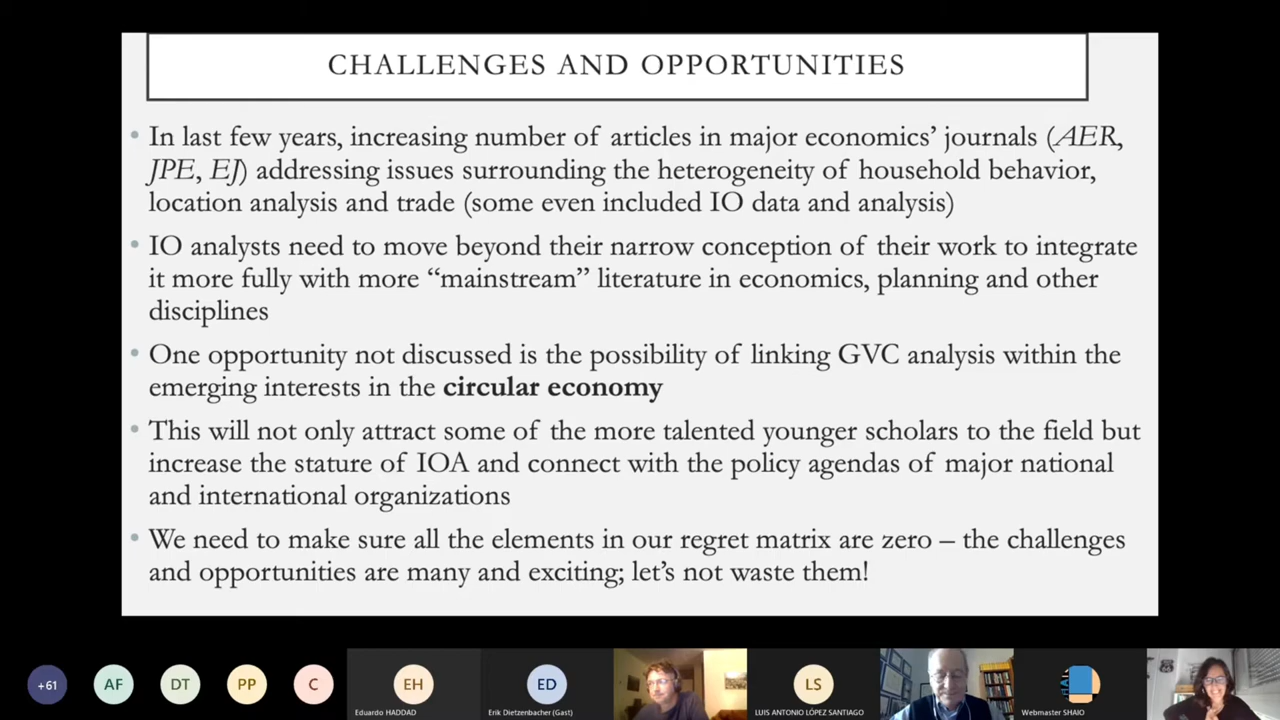 CHALLENGES AND OPPORTUNITIES
• In last few years, increasing number of articles in major economics’ journals (AER,
JPE, EJ) addressing issues surrounding the heterogeneity of household behavior,
location analysis and trade (some even included IO data and analysis)
• IO analysts need to move beyond their narrow conception of their work to integrate
it more fully with more “mainstream” literature in economics, planning and other
disciplines
• One opportunity not discussed is the possibility of linking GVC analysis within the
emerging interests in the circular economy
• This will not only attract some of the more talented younger scholars to the field but
increase the stature of IOA and connect with the policy agendas of major national
and international organizations
• We need to make sure all the elements in our regret matrix are zero – the challenges
and opportunities are many and exciting; let’s not waste them!
+61
AF
DT
PP
C
EH
Eduardo HADDAD
ED
Erik Dietzenbacher (Gast)
LS
LUIS ANTONIO LÓPEZ SANTIAGO
Webmaster SHAIO